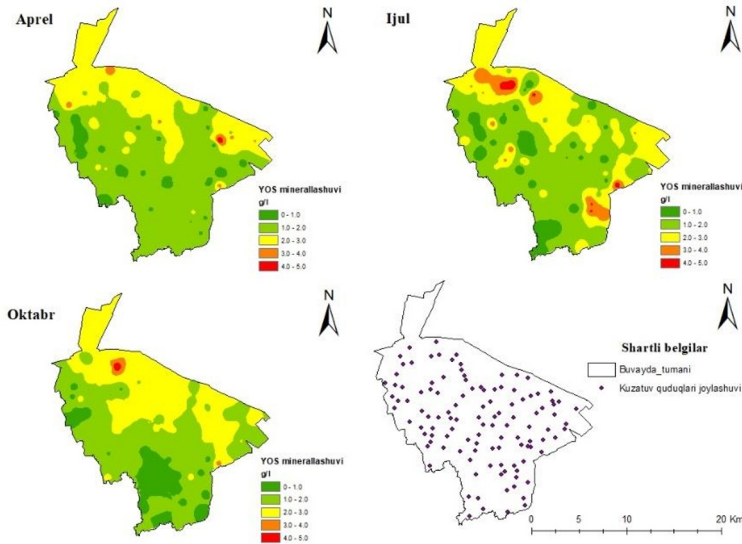 Aprel
N
YOS minerallashuvi
g/l
0 - 1.0
1.0 - 2.0
2.0 - 3.0
3.0 - 4.0
4.0 - 5.0
Ijul
N
YOS minerallashuvi
g/l
0 - 1.0
1.0 - 2.0
2.0 - 3.0
3.0 - 4.0
4.0 - 5.0
Oktabr
N
YOS minerallashuvi
g/l
0 - 1.0
1.0 - 2.0
2.0 - 3.0
3.0 - 4.0
4.0 - 5.0
N
Shartli belgilar
Buvayda_tumani
Kuzatuv quduqlari joylashuvi
0 5 10 20 Km